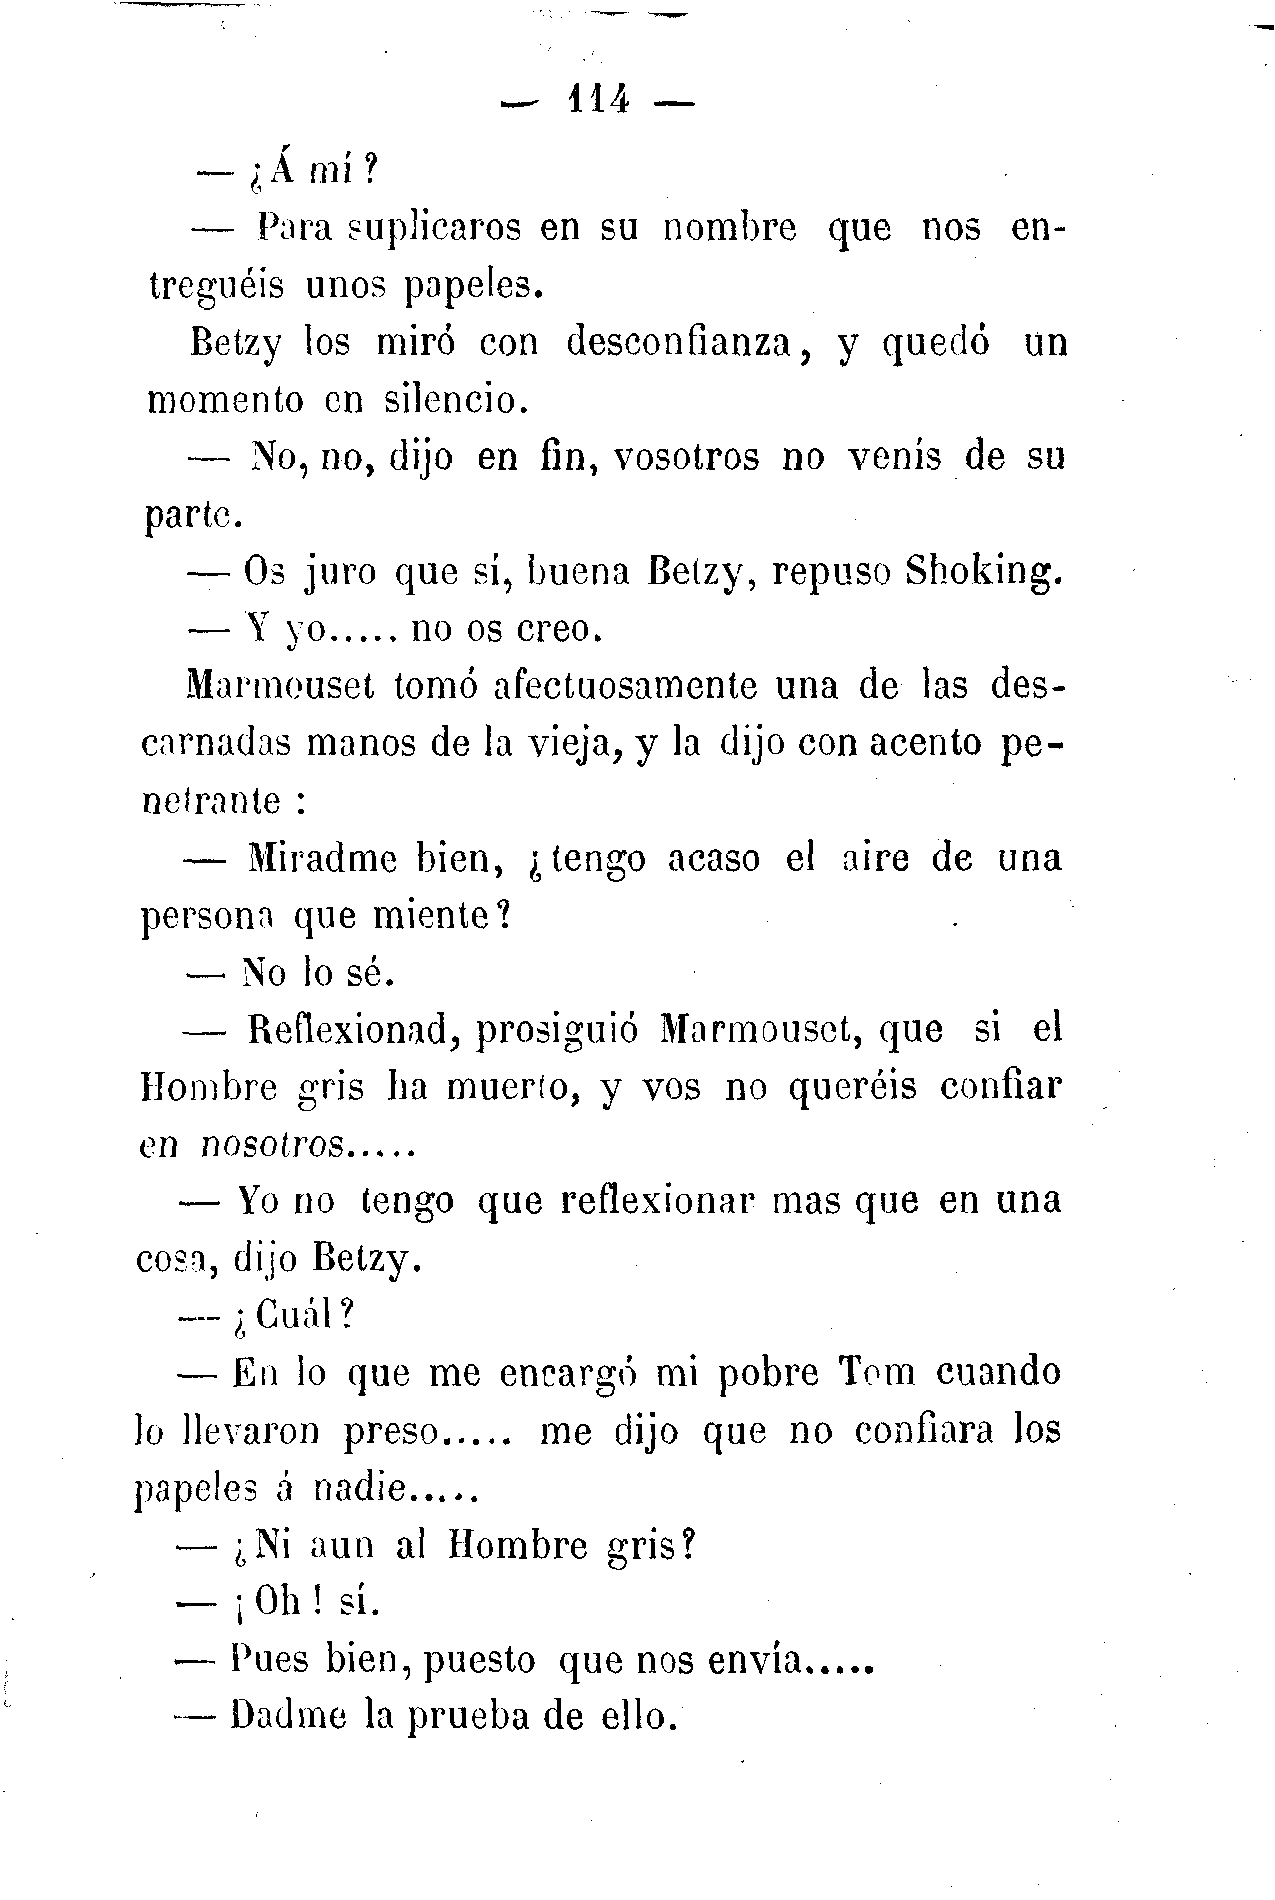 — 114 —
— ¿Á mí?
— Para suplicaros en su nombre que nos en-
treguéis unos papeles.
Betzy los miró con desconfianza, y quedó un
momento en silencio.
— No, no, dijo en fin, vosotros no venís de su
parte.
— Os juro que sí, buena Betzy, repuso Shoking.
— Y yo..... no os creo.
Marmouset tomó afectuosamente una de las des-
carnadas manos de la vieja, y la dijo con acento pe-
netrante :
— Miradme bien, ¿tengo acaso el aire de una
persona que miente?
— No lo sé.
— Reflexionad, prosiguió Marmouset, que si el
Hombre gris ha muerto, y vos no queréis confiar
en nosotros.....
— Yo no tengo que reflexionar mas que en una
cosa, dijo Betzy.
— ¿Cuál?
— En lo que me encargó mi pobre Tom cuando
lo llevaron preso..... me dijo que no confiara los
papeles á nadie.....
— ¿Ni aun al Hombre gris?
— ¡Oh! sí.
— Pues bien, puesto que nos envía.....
— Dadme la prueba de ello.